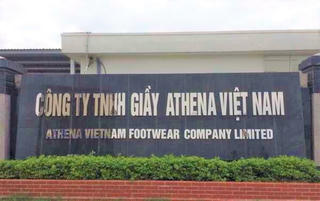 CÔNG TY TNHH GIẦY ATHENA VIỆT NAM
ATHENA VIETNAM FOOTWEAR COMPANY LIMITED